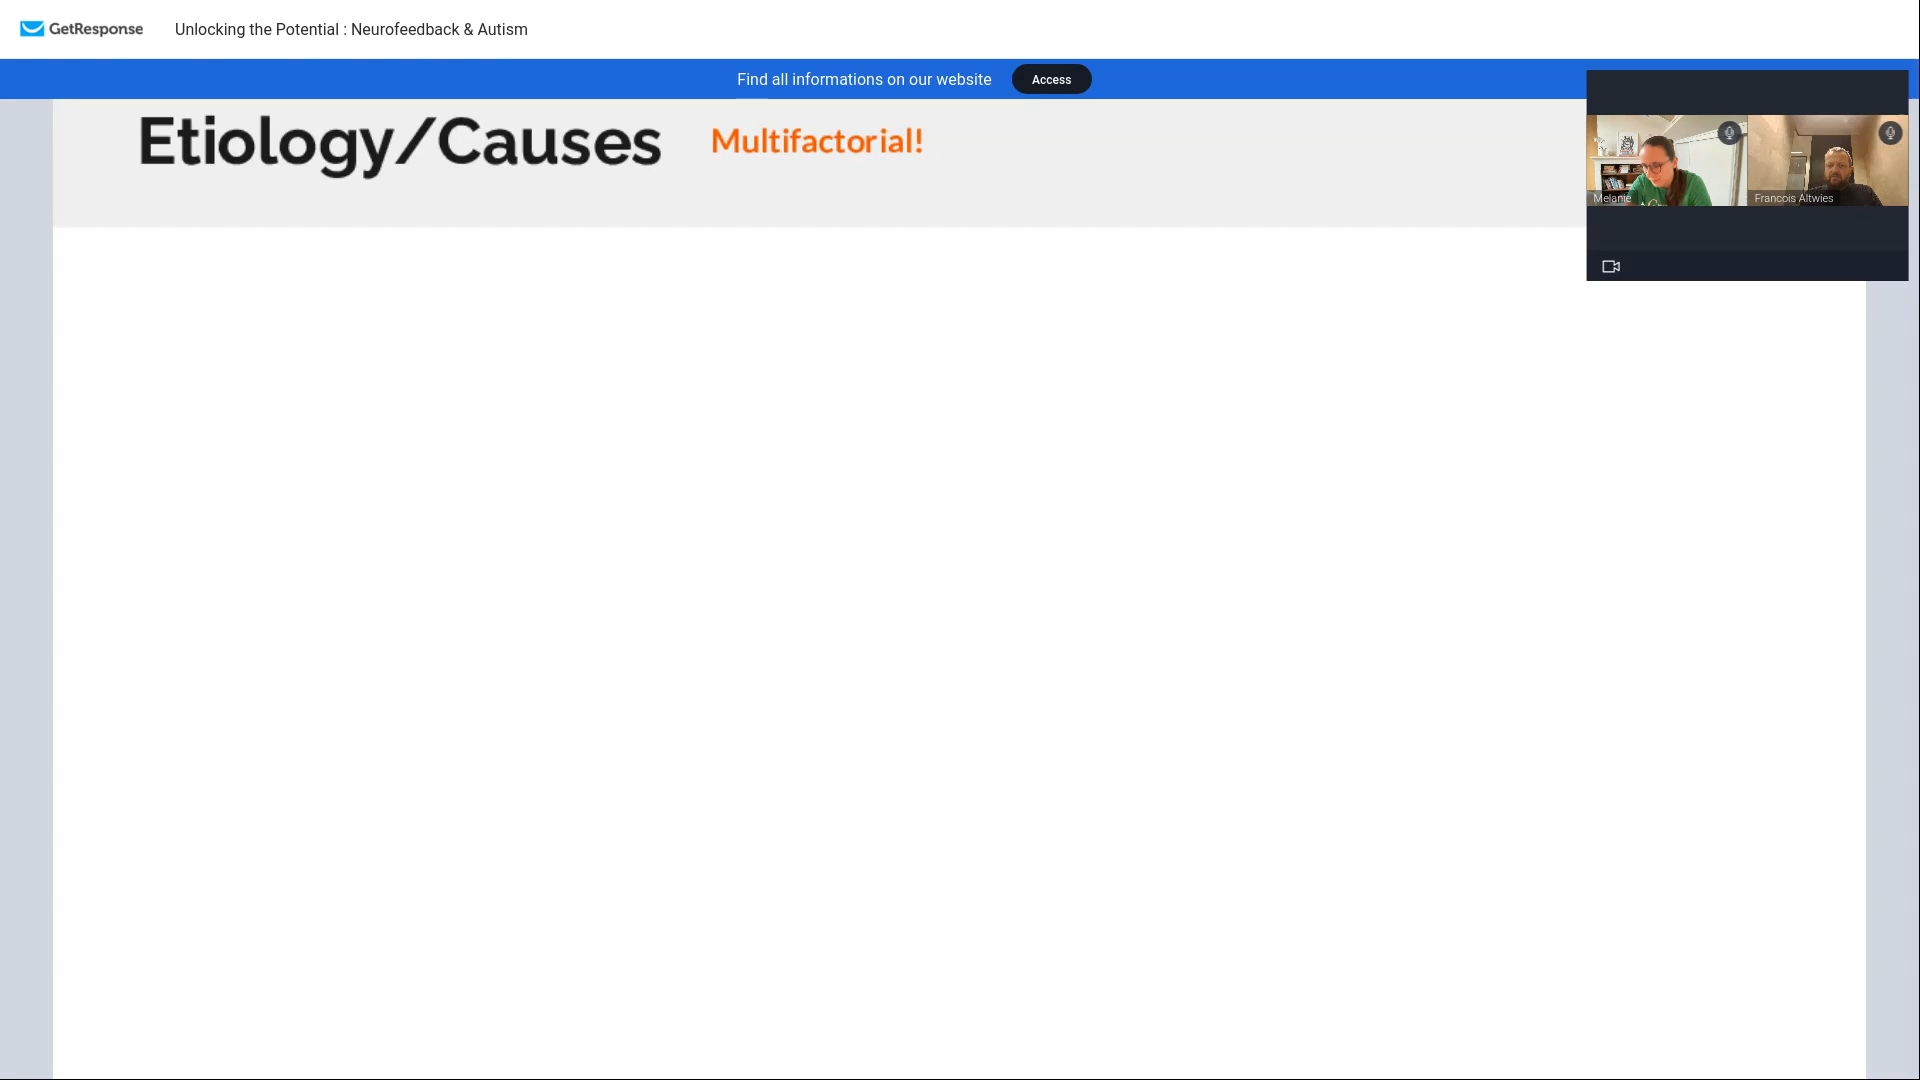 GetResponse
Unlocking the Potential : Neurofeedback & Autism
Find all informations on our website
Access
Etiology/Causes
Multifactorial!
Melanie
Francois Altwies